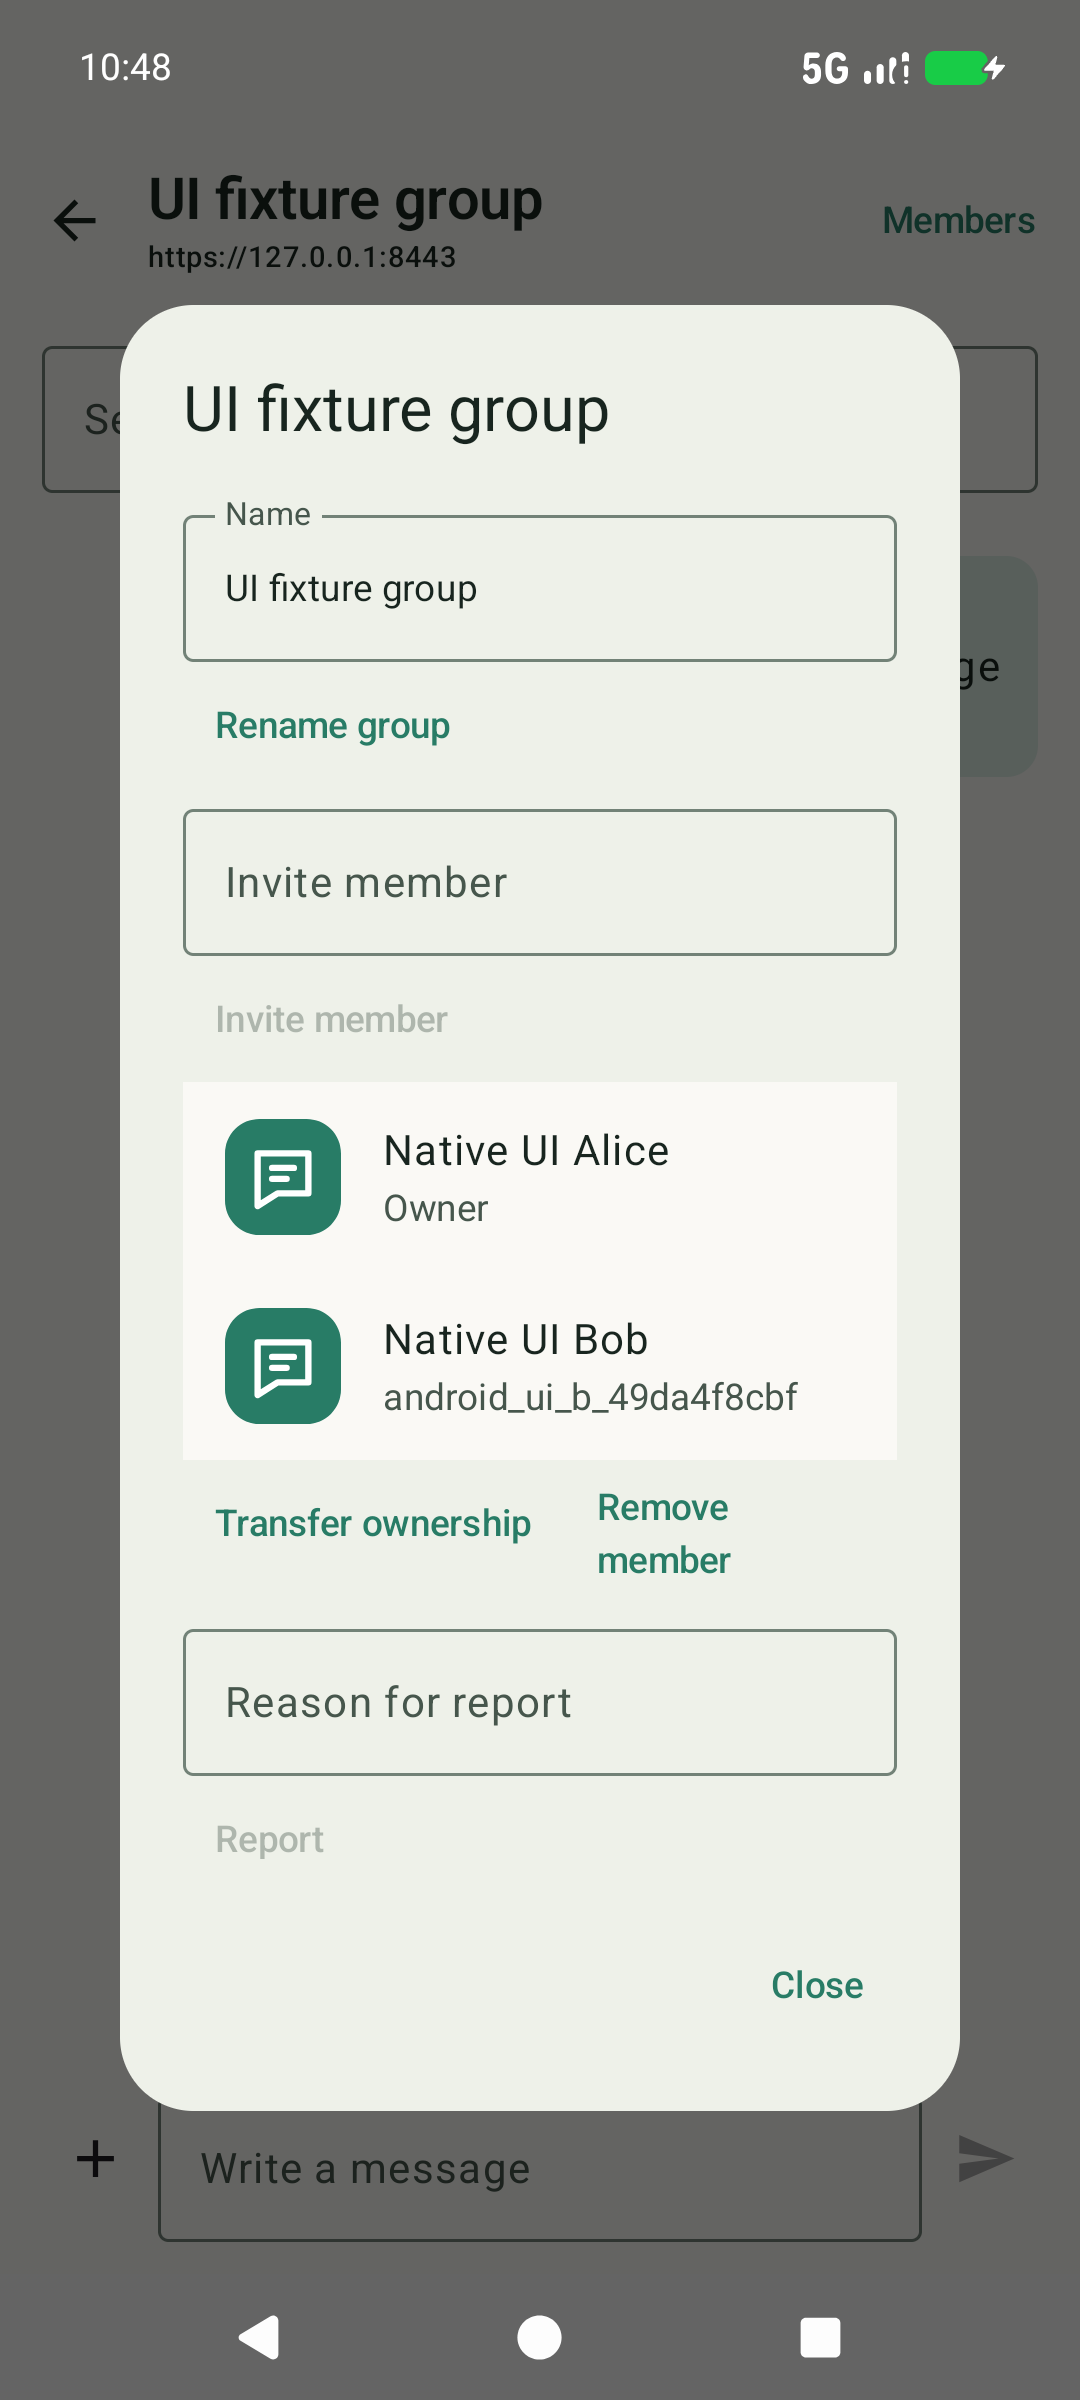 10:48
5G
UI fixture group
https://127.0.0.1:8443
Members
UI fixture group
Name
UI fixture group
Rename group
Invite member
Invite member
Native UI Alice
Owner
Native UI Bob
android_ui_b_49da4f8cbf
Transfer ownership
Remove
member
Reason for report
Report
Close
Write a message